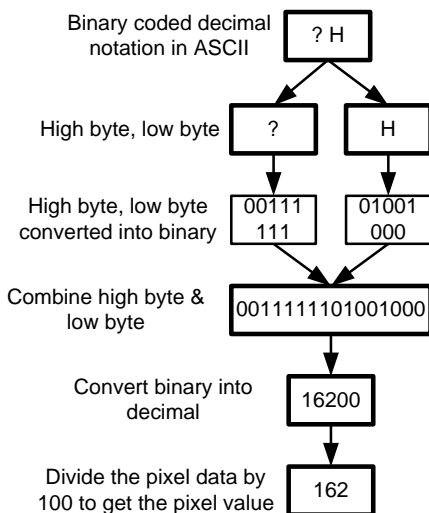 Binary coded decimal
notation in ASCII
? H
High byte, low byte
?
H
High byte, low byte
converted into binary
00111
111
01001
000
Combine high byte &
low byte
0011111101001000
Convert binary into
decimal
16200
Divide the pixel data by
100 to get the pixel value
162